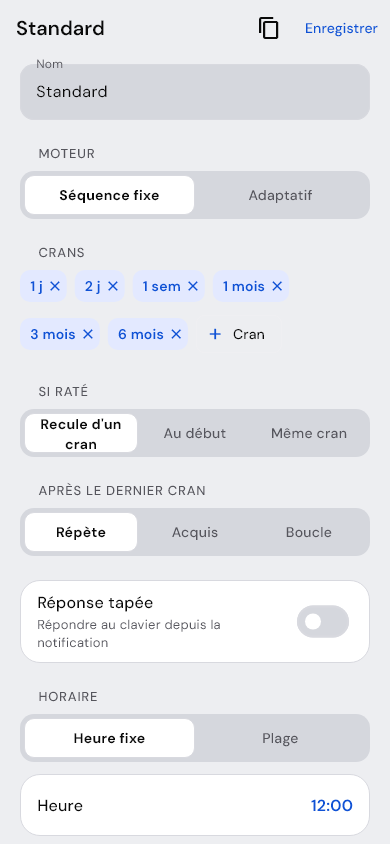 Standard
Enregistrer
Nom
Standard
MOTEUR
Séquence fixe
Adaptatif
CRANS
1 j × 2 j × 1 sem × 1 mois ×
3 mois × 6 mois × + Cran
SI RATÉ
Recule d'un
cran
Au début
Même cran
APRÈS LE DERNIER CRAN
Répète
Acquis
Boucle
Réponse tapée
Répondre au clavier depuis la
notification
HORAIRE
Heure fixe
Plage
Heure
12:00